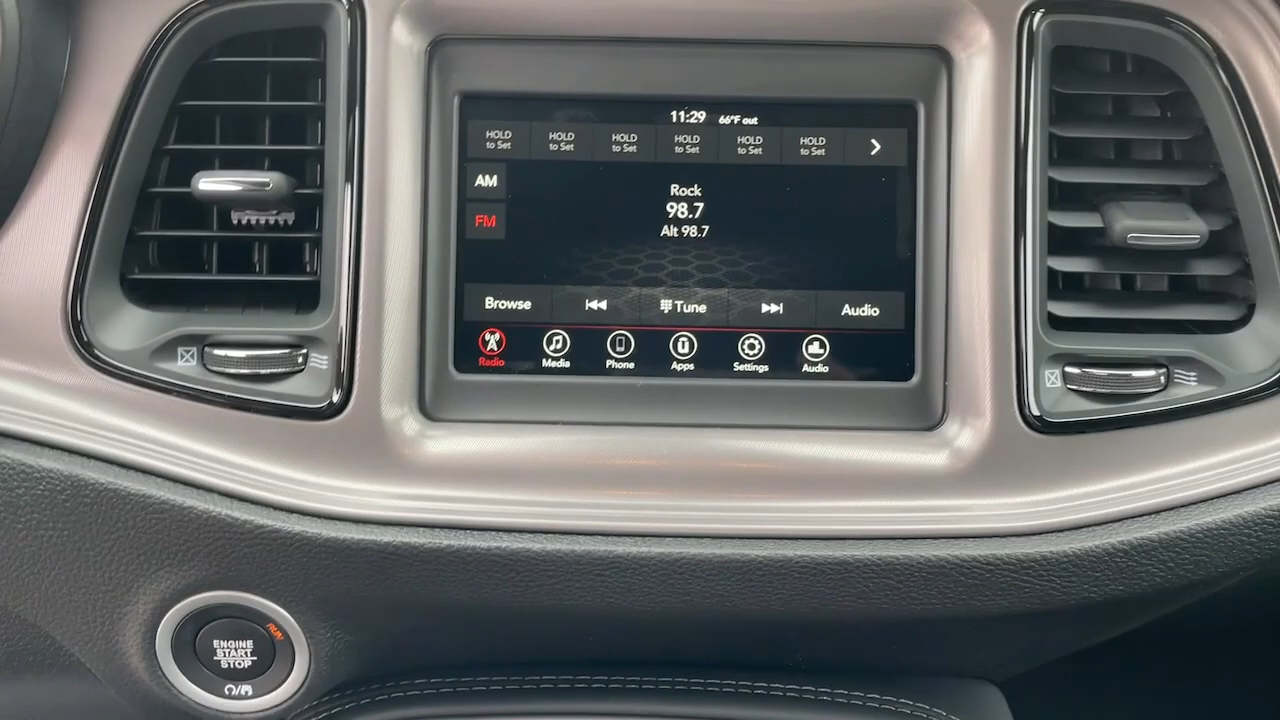 11:29 66°F out
HOLD to Set HOLD to Set HOLD to Set HOLD to Set HOLD to Set HOLD to Set
AM
FM
Rock
98.7
Alt 98.7
Browse Tune Audio
Radio Media Phone Apps Settings Audio
RUN
ENGINE
START
STOP